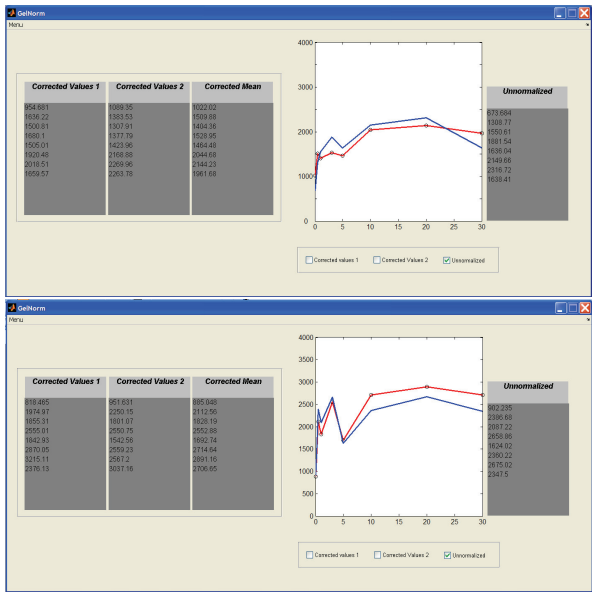 GelNorm
Menu
Corrected Values 1 Corrected Values 2 Corrected Mean
954.681 1089.35 1022.02
1636.22 1383.53 1509.88
1500.81 1307.91 1404.36
1680.1 1377.79 1528.95
1505.01 1423.96 1464.48
1920.48 2168.88 2044.68
2018.51 2269.96 2144.23
1659.57 2263.78 1961.68
4000
3000
2000
1000
0
0 5 10 15 20 25 30
Unnormalized
673.684
1308.77
1550.61
1881.54
1636.04
2149.66
2316.72
1638.41
Corrected values 1 Corrected Values 2 Unnormalized
GelNorm
Menu
Corrected Values 1 Corrected Values 2 Corrected Mean
818.465 951.631 885.048
1974.97 2250.15 2112.56
1855.31 1801.07 1828.19
2555.01 2550.75 2552.88
1842.93 1542.56 1692.74
2870.05 2559.23 2714.64
3215.11 2567.2 2891.16
2376.13 3037.16 2706.65
4000
3500
3000
2500
2000
1500
1000
500
0
0 5 10 15 20 25 30
Unnormalized
902.235
2386.68
2087.22
2658.86
1624.02
2360.22
2675.02
2347.5
Corrected values 1 Corrected Values 2 Unnormalized